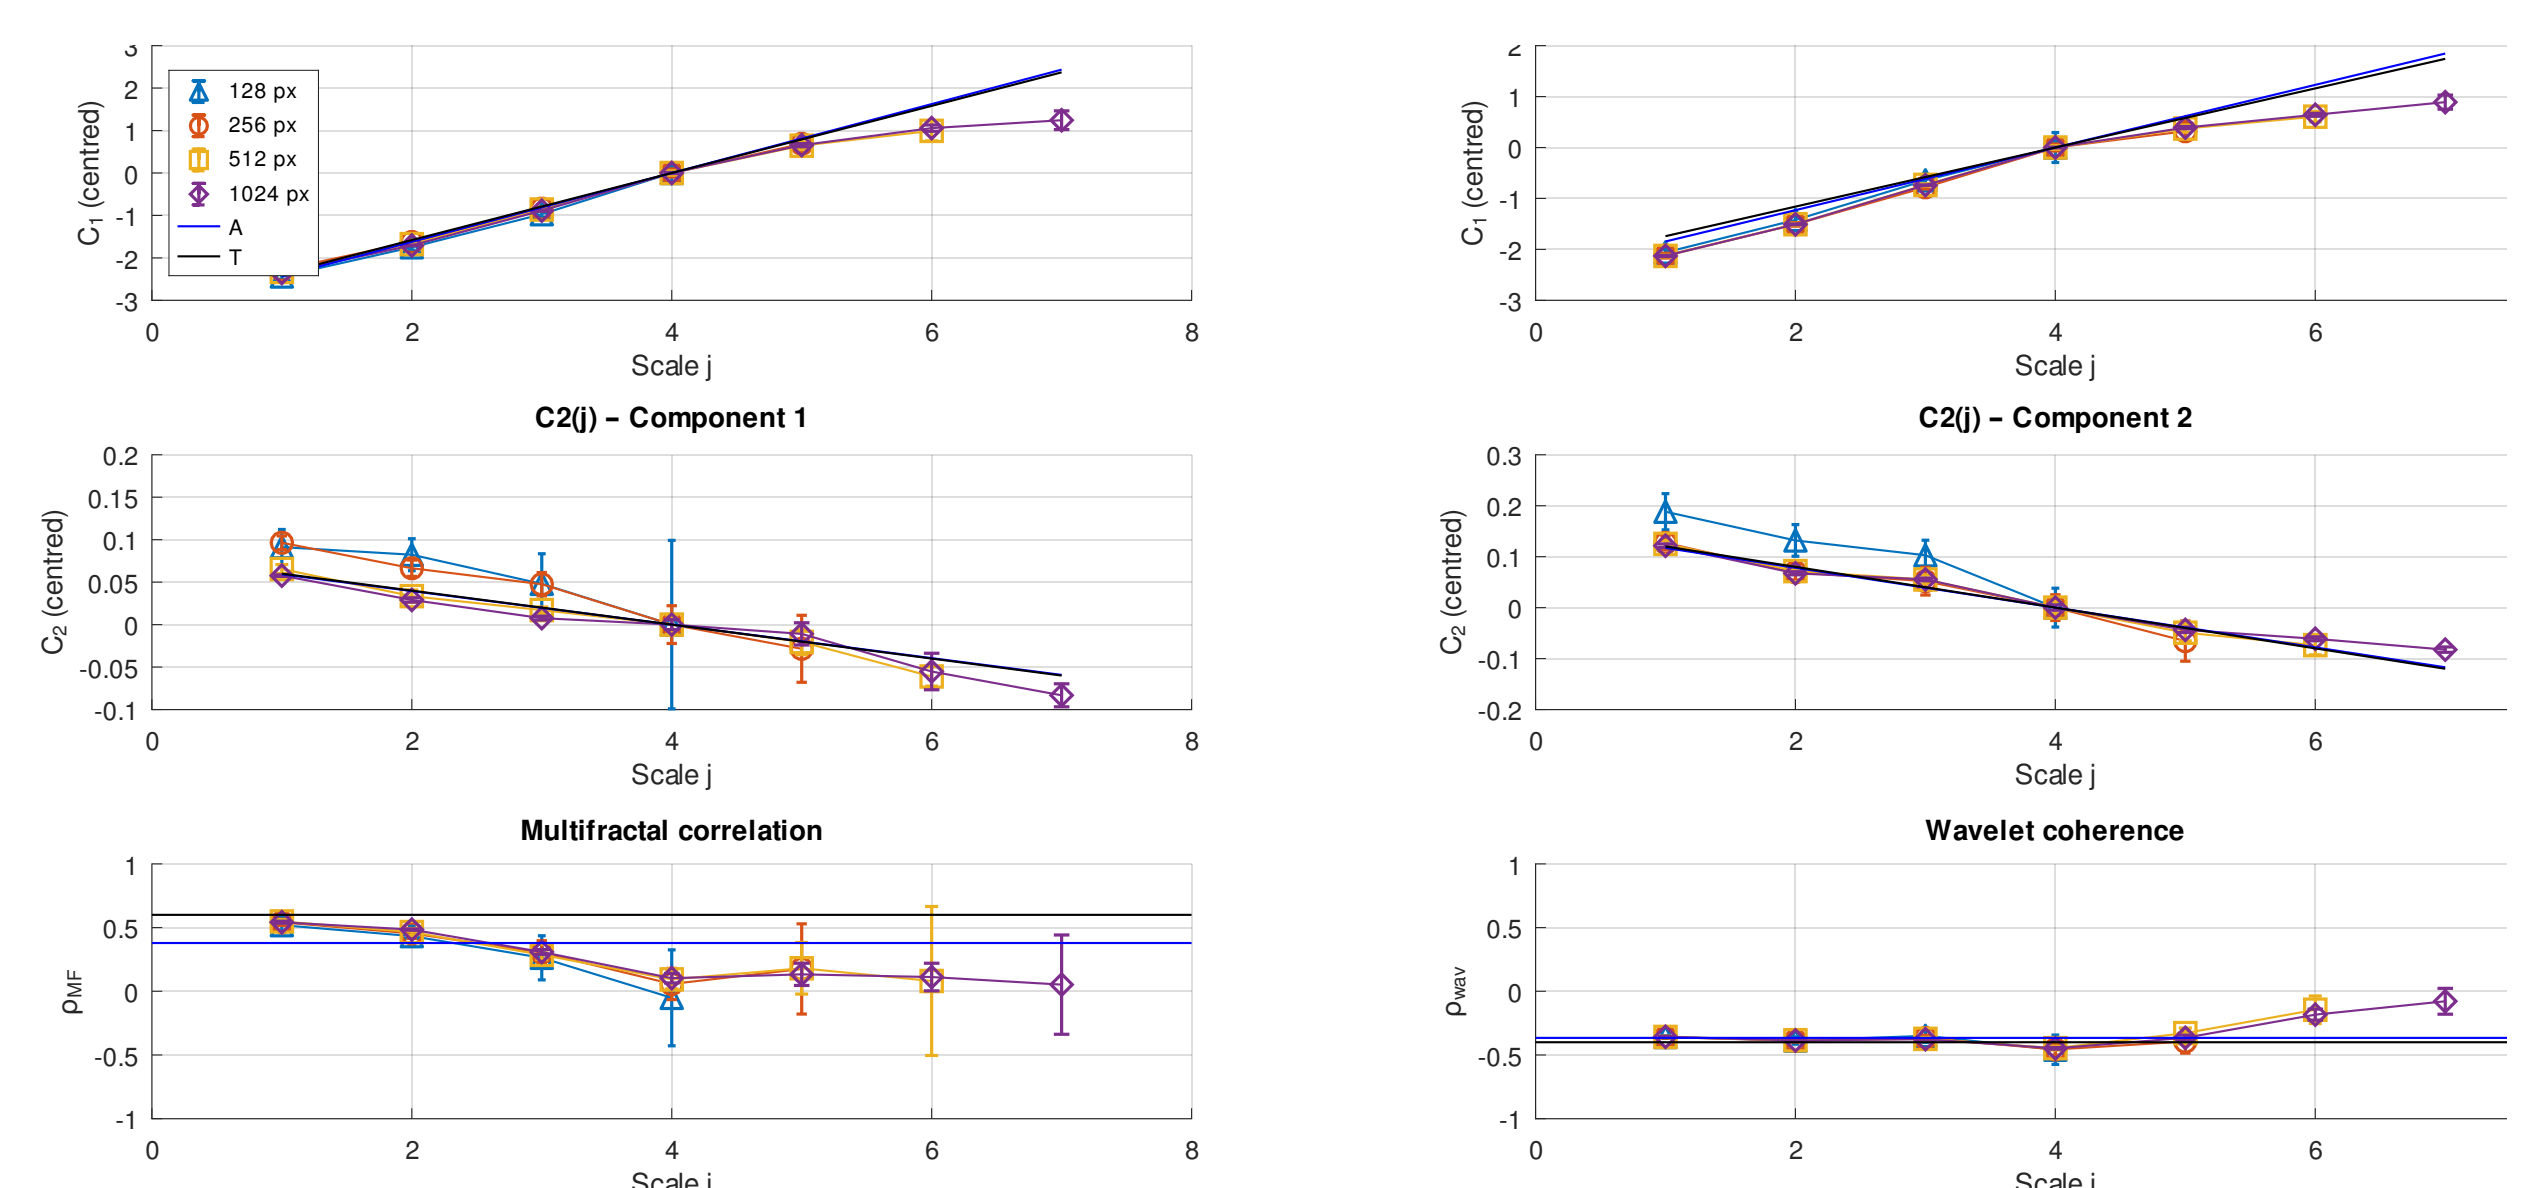 3
2
1
0
-1
-2
-3
C₁ (centred)
128 px
256 px
512 px
1024 px
A
T
0 2 4 6 8
Scale j
2
1
0
-1
-2
-3
C₁ (centred)
0 2 4 6
Scale j
C2(j) – Component 1
0.2
0.15
0.1
0.05
0
-0.05
-0.1
C₂ (centred)
0 2 4 6 8
Scale j
C2(j) – Component 2
0.3
0.2
0.1
0
-0.1
-0.2
C₂ (centred)
0 2 4 6
Scale j
Multifractal correlation
1
0.5
0
-0.5
-1
ρMF
0 2 4 6 8
Scale j
Wavelet coherence
1
0.5
0
-0.5
-1
ρwav
0 2 4 6
Scale j